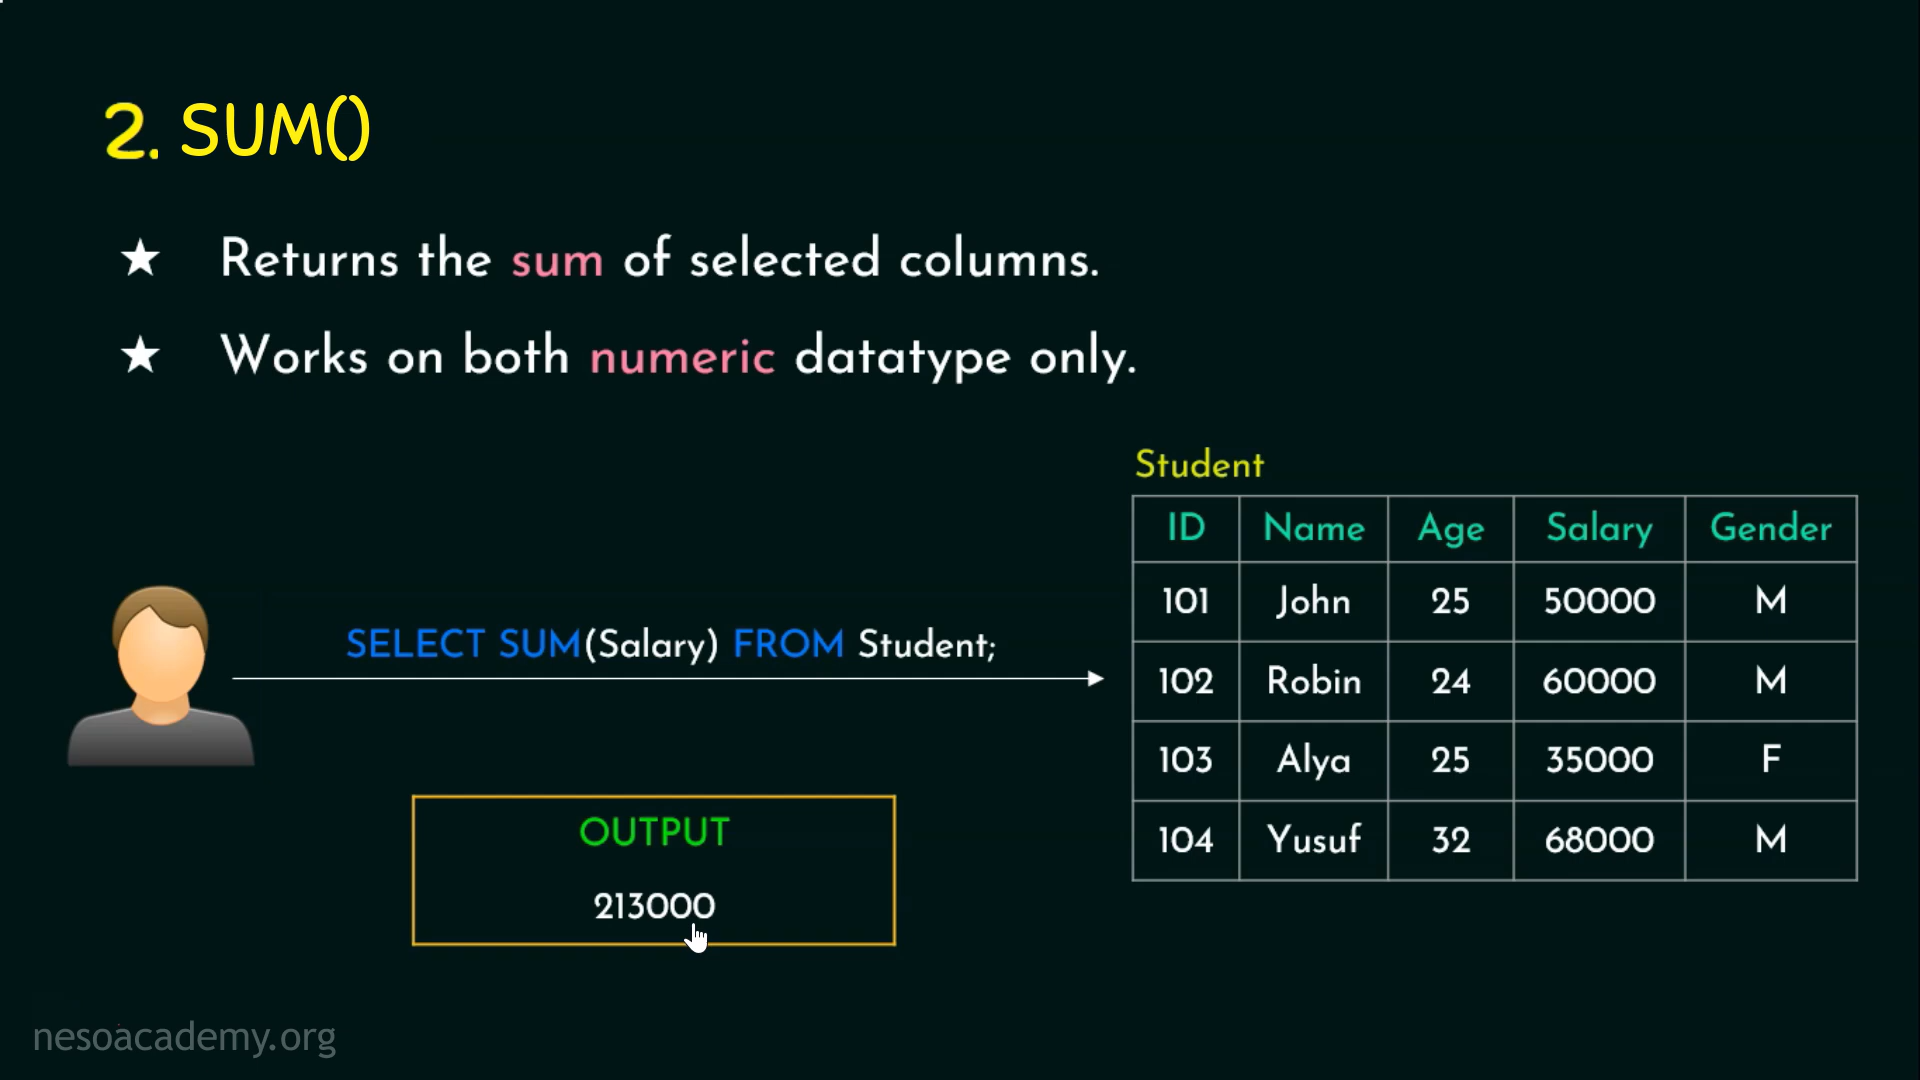 2. SUM()
★ Returns the sum of selected columns.
★ Works on both numeric datatype only.
Student
ID Name Age Salary Gender
101 John 25 50000 M
102 Robin 24 60000 M
103 Alya 25 35000 F
104 Yusuf 32 68000 M
SELECT SUM(Salary) FROM Student;
OUTPUT
213000
nesoacademy.org